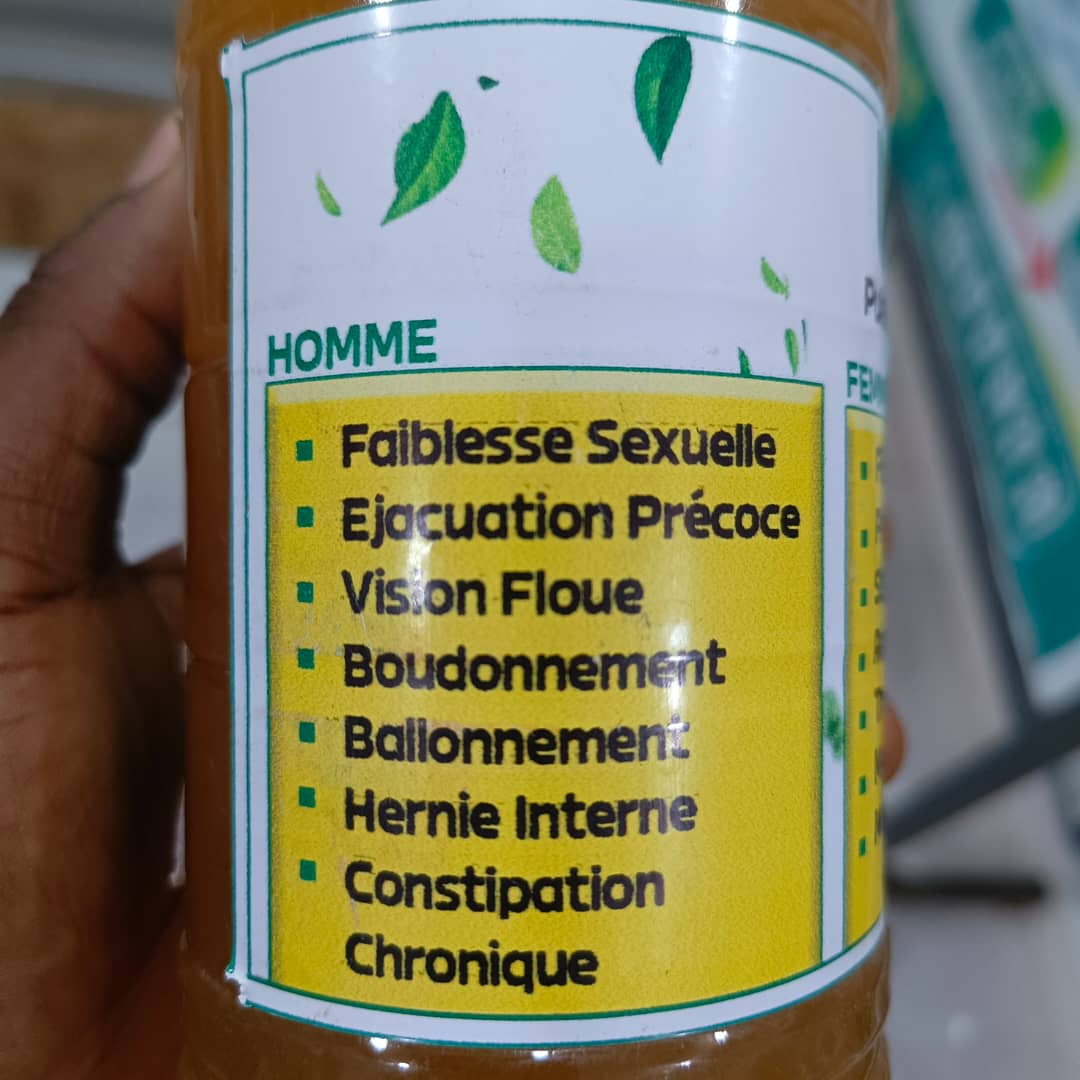 HOMME
Faiblesse Sexuelle
Ejacuation Précoce
Vision Floue
Boudonnement
Ballonnement
Hernie Interne
Constipation
Chronique